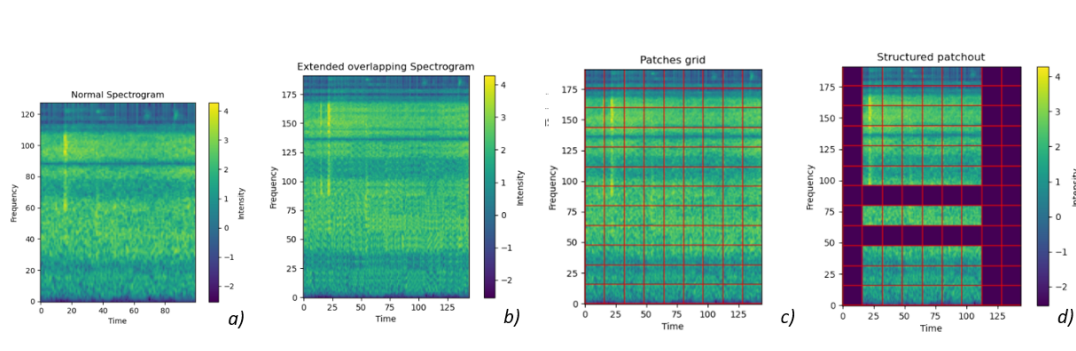 Normal Spectrogram
120
100
80
60
40
20
0
Frequency
0 20 40 60 80
Time
4
3
2
1
0
−1
−2
Intensity
a)
Extended overlapping Spectrogram
175
150
125
100
75
50
25
0
Frequency
0 25 50 75 100 125
Time
4
3
2
1
0
−1
−2
Intensity
b)
Patches grid
175
150
125
100
75
50
25
0
Frequency
0 25 50 75 100 125
Time
c)
Structured patchout
175
150
125
100
75
50
25
0
Frequency
0 25 50 75 100 125
Time
4
3
2
1
0
−1
−2
d)